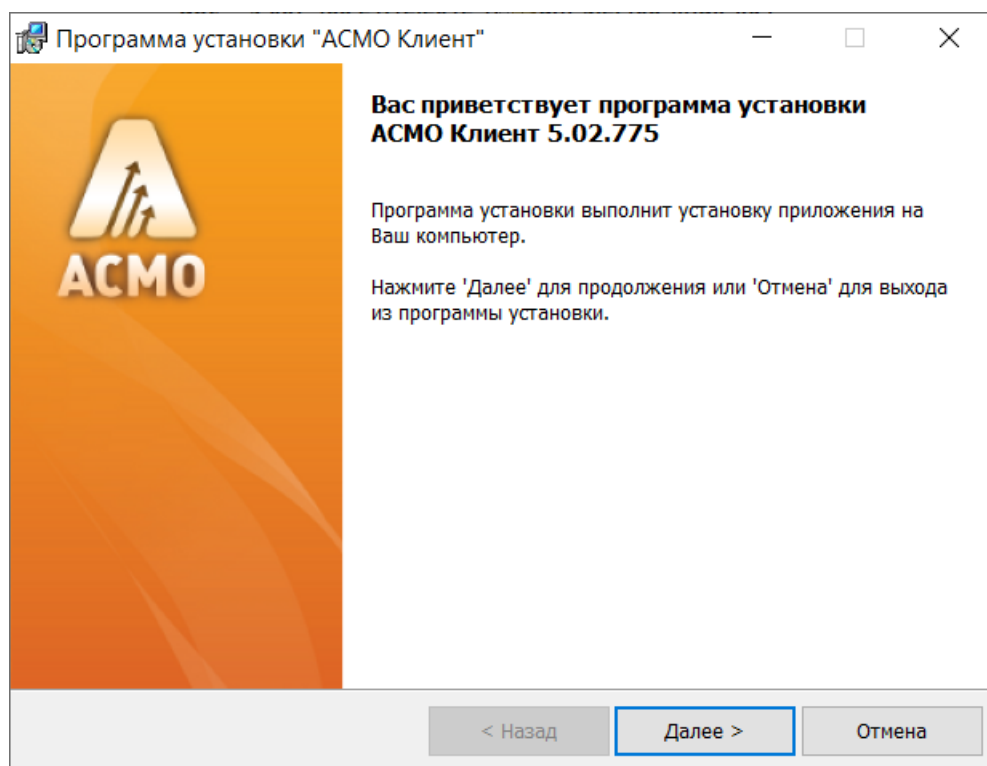 Программа установки "АСМО Клиент"
Вас приветствует программа установки
АСМО Клиент 5.02.775
Программа установки выполнит установку приложения на
Ваш компьютер.
Нажмите 'Далее' для продолжения или 'Отмена' для выхода
из программы установки.
АСМО
< Назад
Далее >
Отмена